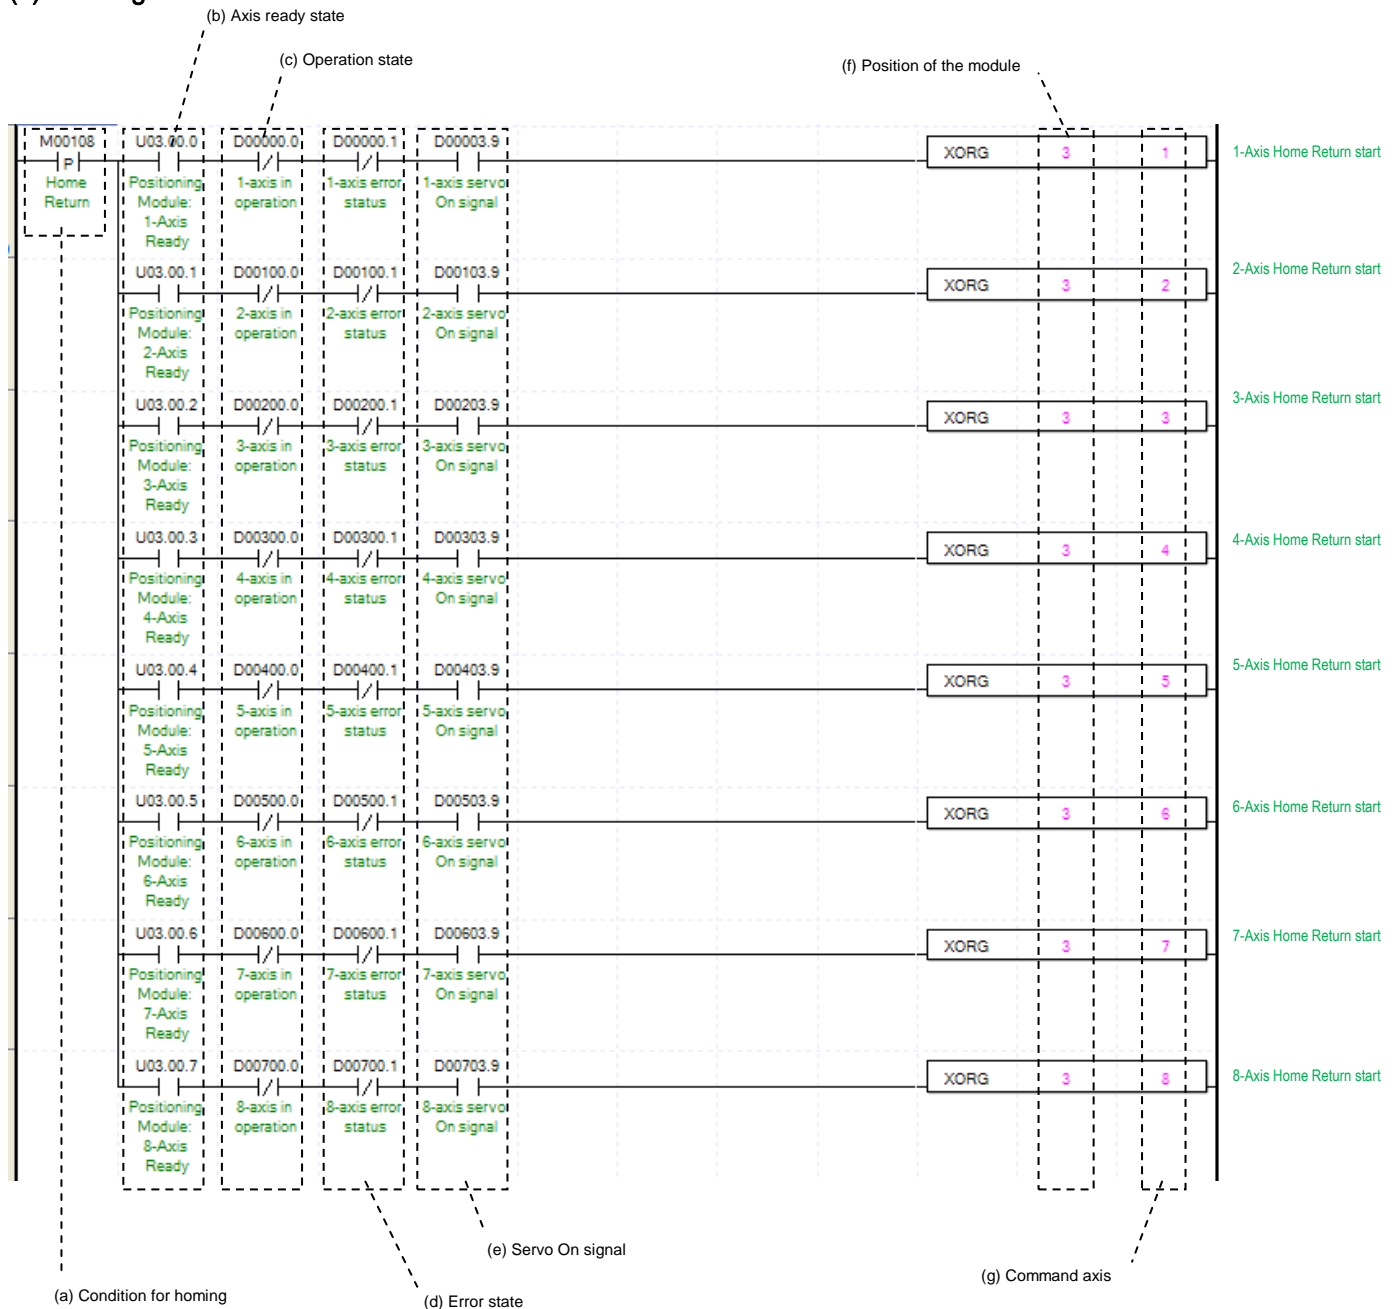 (b) Axis ready state
(c) Operation state
(f) Position of the module
M00108 U03.00.0 D00000.0 D00000.1 D00003.9
P
XORG 3 1
1-Axis Home Return start
Home Positioning 1-axis in 1-axis error 1-axis servo
Return Module: operation status On signal
1-Axis
Ready
U03.00.1 D00100.0 D00100.1 D00103.9
XORG 3 2
2-Axis Home Return start
Positioning 2-axis in 2-axis error 2-axis servo
Module: operation status On signal
2-Axis
Ready
U03.00.2 D00200.0 D00200.1 D00203.9
XORG 3 3
3-Axis Home Return start
Positioning 3-axis in 3-axis error 3-axis servo
Module: operation status On signal
3-Axis
Ready
U03.00.3 D00300.0 D00300.1 D00303.9
XORG 3 4
4-Axis Home Return start
Positioning 4-axis in 4-axis error 4-axis servo
Module: operation status On signal
4-Axis
Ready
U03.00.4 D00400.0 D00400.1 D00403.9
XORG 3 5
5-Axis Home Return start
Positioning 5-axis in 5-axis error 5-axis servo
Module: operation status On signal
5-Axis
Ready
U03.00.5 D00500.0 D00500.1 D00503.9
XORG 3 6
6-Axis Home Return start
Positioning 6-axis in 6-axis error 6-axis servo
Module: operation status On signal
6-Axis
Ready
U03.00.6 D00600.0 D00600.1 D00603.9
XORG 3 7
7-Axis Home Return start
Positioning 7-axis in 7-axis error 7-axis servo
Module: operation status On signal
7-Axis
Ready
U03.00.7 D00700.0 D00700.1 D00703.9
XORG 3 8
8-Axis Home Return start
Positioning 8-axis in 8-axis error 8-axis servo
Module: operation status On signal
8-Axis
Ready
(e) Servo On signal
(g) Command axis
(a) Condition for homing
(d) Error state